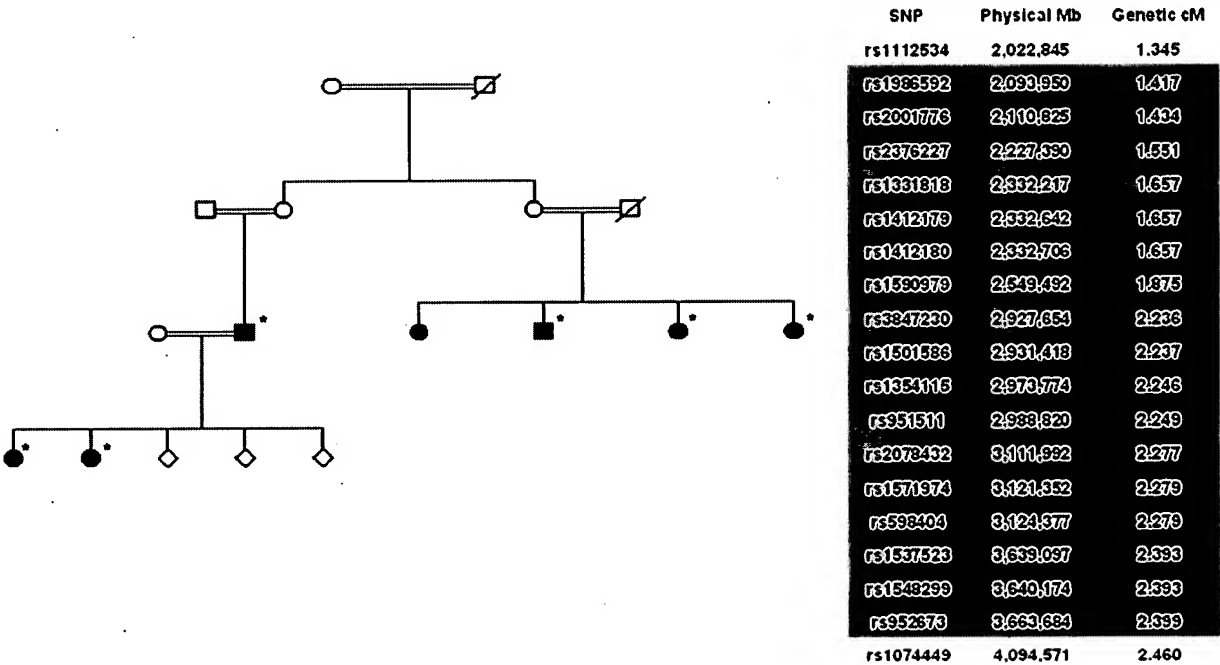 SNP Physical Mb Genetic cM
rs1112534 2,022,845 1.345
rs1986592 2,093,950 1.417
rs2001776 2,110,825 1.434
rs2376227 2,227,390 1.551
rs1331818 2,332,217 1.657
rs1412179 2,332,642 1.657
rs1412180 2,332,706 1.657
rs1590979 2,549,492 1.875
rs3847230 2,927,654 2.236
rs1501586 2,931,418 2.237
rs1354115 2,973,774 2.246
rs951511 2,988,820 2.249
rs2078432 3,111,992 2.277
rs1571974 3,121,352 2.279
rs598404 3,124,377 2.279
rs1537523 3,639,097 2.393
rs1549299 3,640,174 2.393
rs952673 3,663,684 2.399
rs1074449 4,094,571 2.460
* * * *
* *